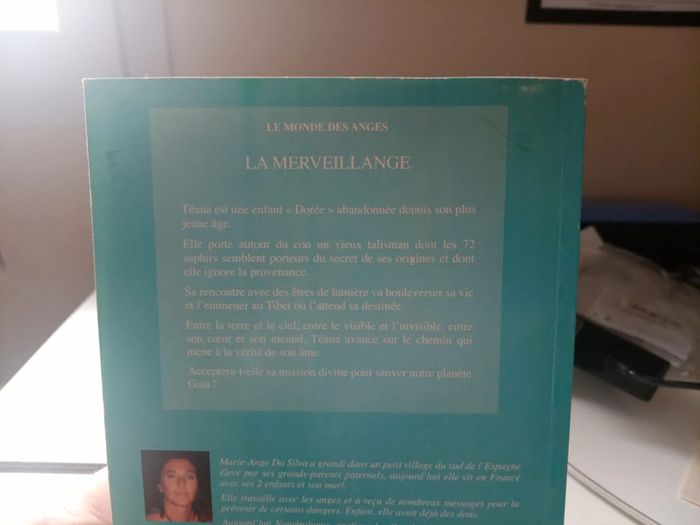 LE MONDE DES ANGES
LA MERVEILLANGE
Téana est une enfant « Dorée » abandonnée depuis son plus
jeune âge.
Elle porte autour du cou un vieux talisman dont les 72
saphirs semblent porteurs du secret de ses origines et dont
elle ignore la provenance.
Sa rencontre avec des êtres de lumière va bouleverser sa vie
et l'emmener au Tibet où l'attend sa destinée.
Entre la terre et le ciel, entre le visible et l'invisible, entre
son cœur et son mental, Téana avance sur le chemin qui
mène à la vérité de son âme.
Acceptera-t-elle sa mission divine pour sauver notre planète
Gaïa ?
Marie-Ange Da Silva a grandi dans un petit village du sud de l'Espagne
élevé par ses grands-parents paternels, aujourd'hui elle vit en France
avec ses 2 enfants et son mari.
Elle travaille avec les anges et à reçu de nombreux messages pour la
prévenir de certains dangers. Enfant, elle avait déjà des dons.